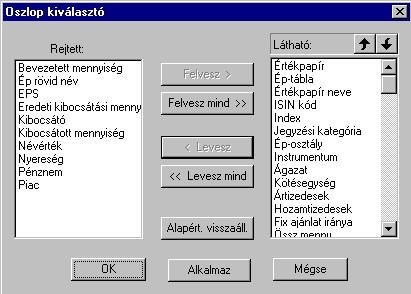 Oszlop kiválasztó
Rejtett:
Bevezetett mennyiség
Ép rövid név
EPS
Eredeti kibocsátási menny
Kibocsátó
Kibocsátott mennyiség
Névérték
Nyereség
Pénznem
Piac
Felvesz >
Felvesz mind >>
< Levesz
<< Levesz mind
Alapért. visszaáll.
Látható:
Értékpapír
Ép-tábla
Értékpapír neve
ISIN kód
Index
Jegyzési kategória
Ép-osztály
Instrumentum
Ágazat
Kötésegység
Ártizedesek
Hozamtizedesek
Fix ajánlat iránya
Össz menny
OK
Alkalmaz
Mégse